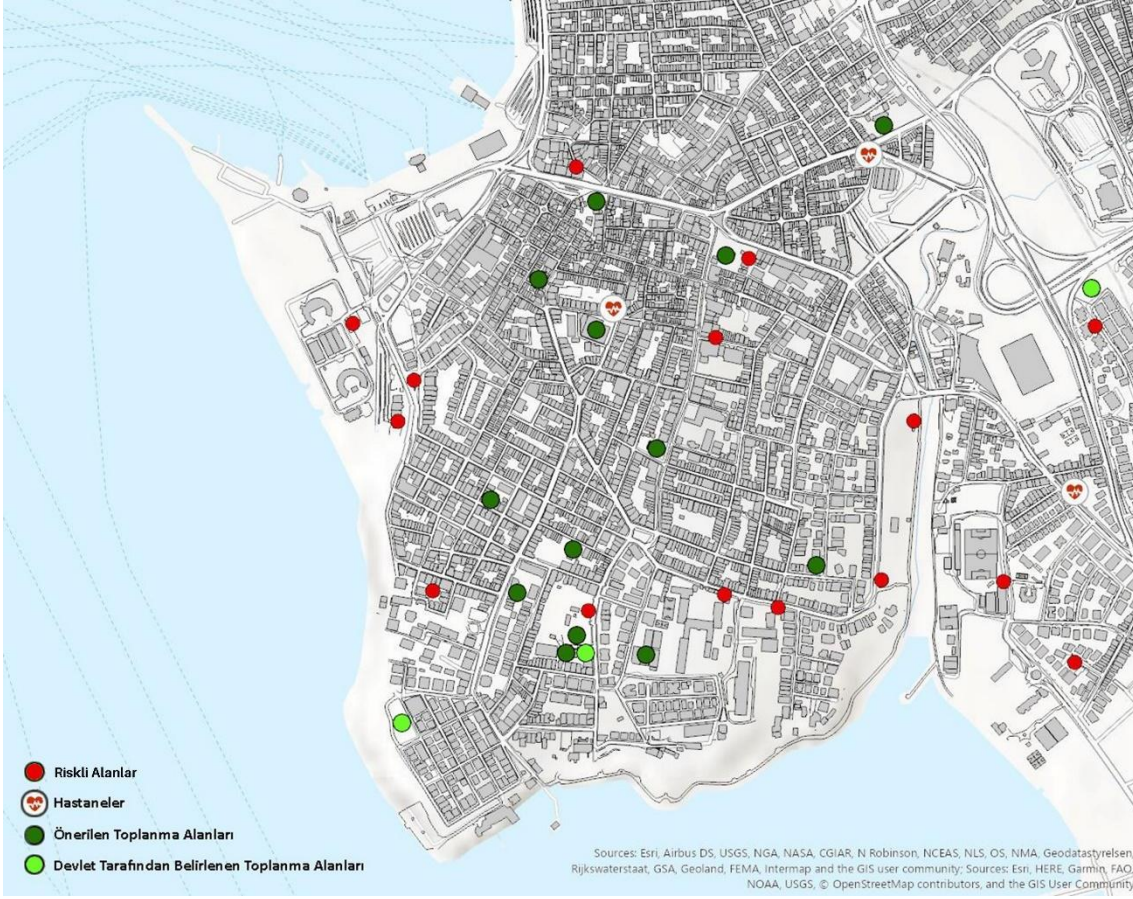 Riskli Alanlar
Hastaneler
Önerilen Toplanma Alanları
Devlet Tarafından Belirlenen Toplanma Alanları
Sources: Esri, Airbus DS, USGS, NGA, NASA, CGIAR, N Robinson, NCEAS, NLS, OS, NMA, Geodatastyrelsen,
Rijkswaterstaat, GSA, Geoland, FEMA, Intermap and the GIS user community; Sources: Esri, HERE, Garmin, FAO,
NOAA, USGS, © OpenStreetMap contributors, and the GIS User Community